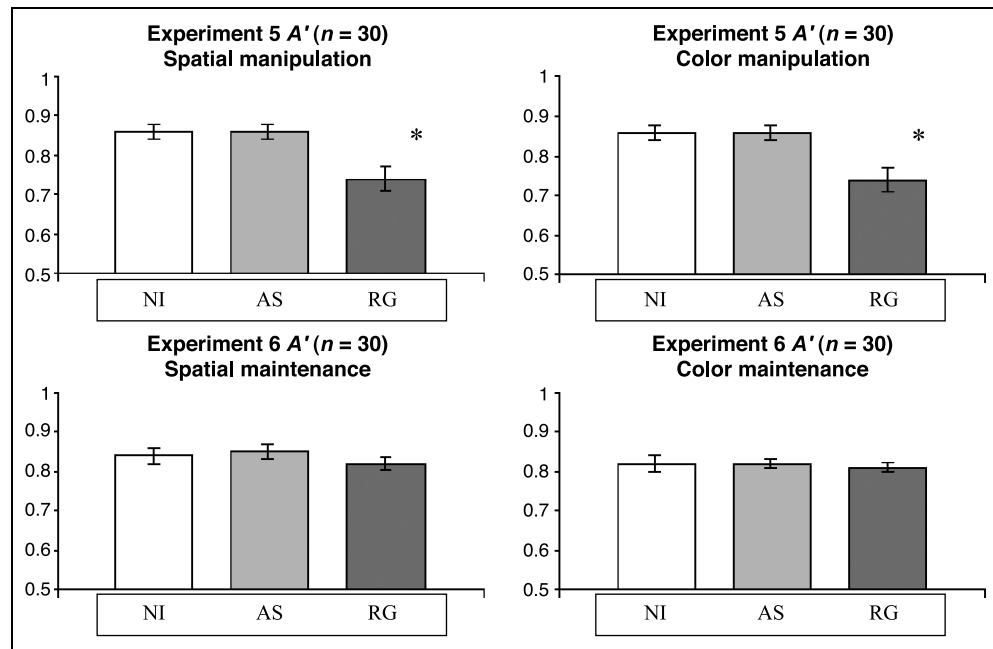 Experiment 5 A′ (n = 30)
Spatial manipulation
1
0.9
0.8
0.7
0.6
0.5
*
NI AS RG
Experiment 5 A′ (n = 30)
Color manipulation
1
0.9
0.8
0.7
0.6
0.5
*
NI AS RG
Experiment 6 A′ (n = 30)
Spatial maintenance
1
0.9
0.8
0.7
0.6
0.5
NI AS RG
Experiment 6 A′ (n = 30)
Color maintenance
1
0.9
0.8
0.7
0.6
0.5
NI AS RG